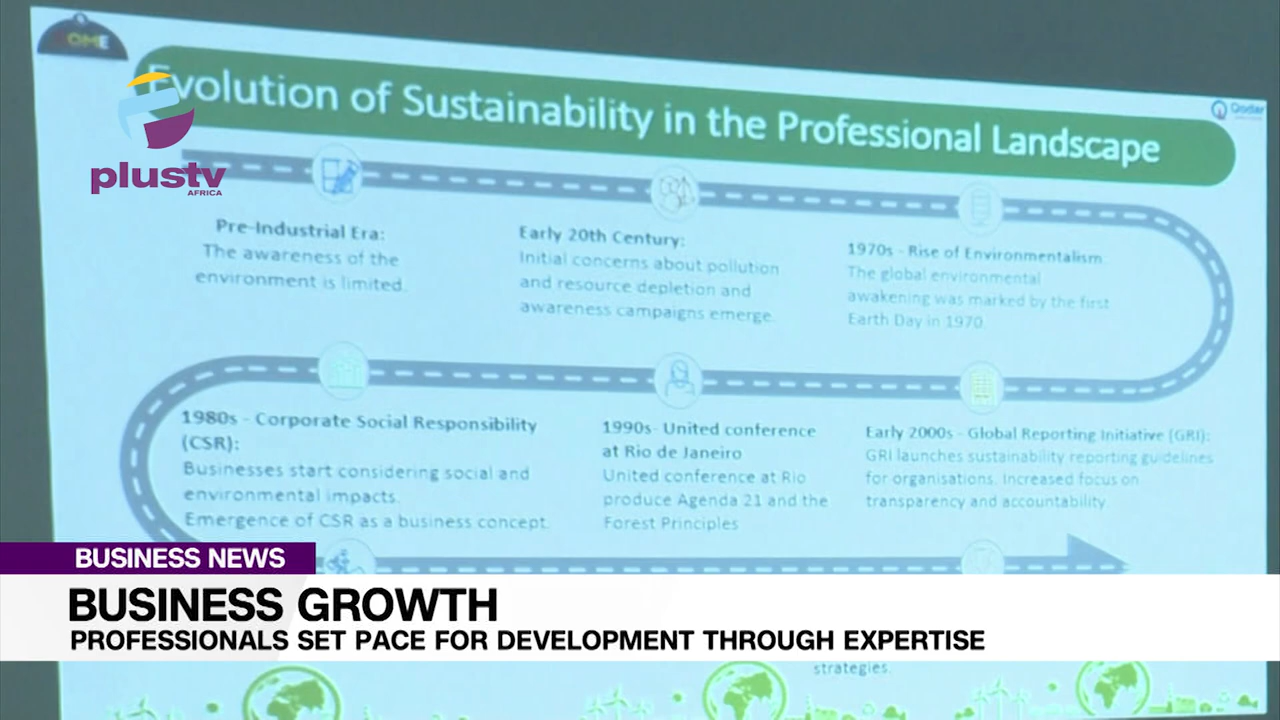 OME
Evolution of Sustainability in the Professional Landscape
plustv
AFRICA
Pre-Industrial Era:
The awareness of the
environment is limited.
Early 20th Century:
Initial concerns about pollution
and resource depletion and
awareness campaigns emerge.
1970s - Rise of Environmentalism
The global environmental
awakening was marked by the first
Earth Day in 1970
1980s - Corporate Social Responsibility
(CSR):
Businesses start considering social and
environmental impacts.
Emergence of CSR as a business concept.
1990s- United conference
at Rio de Janeiro
United conference at Rio
produce Agenda 21 and the
Forest Principles
Early 2000s - Global Reporting Initiative (GRI):
GRI launches sustainability reporting guidelines
for organisations. Increased focus on
transparency and accountability
BUSINESS NEWS
BUSINESS GROWTH
PROFESSIONALS SET PACE FOR DEVELOPMENT THROUGH EXPERTISE
strategies.